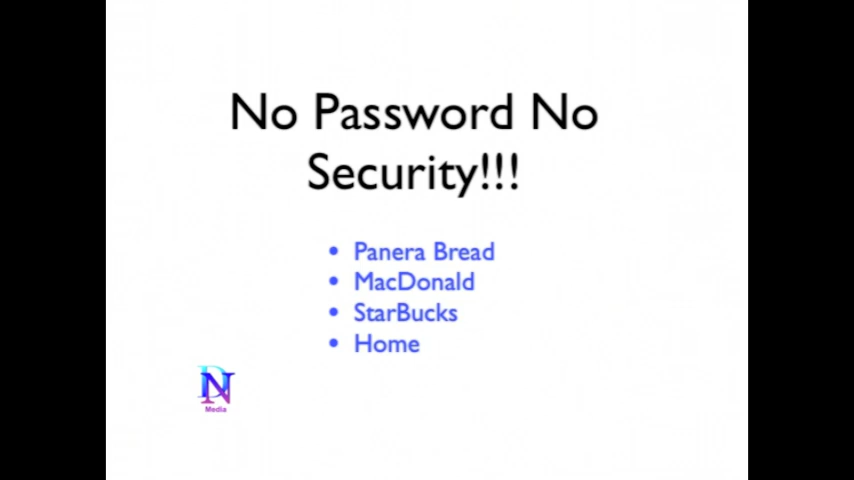 No Password No
Security!!!
• Panera Bread
• MacDonald
• StarBucks
• Home
DN
Media